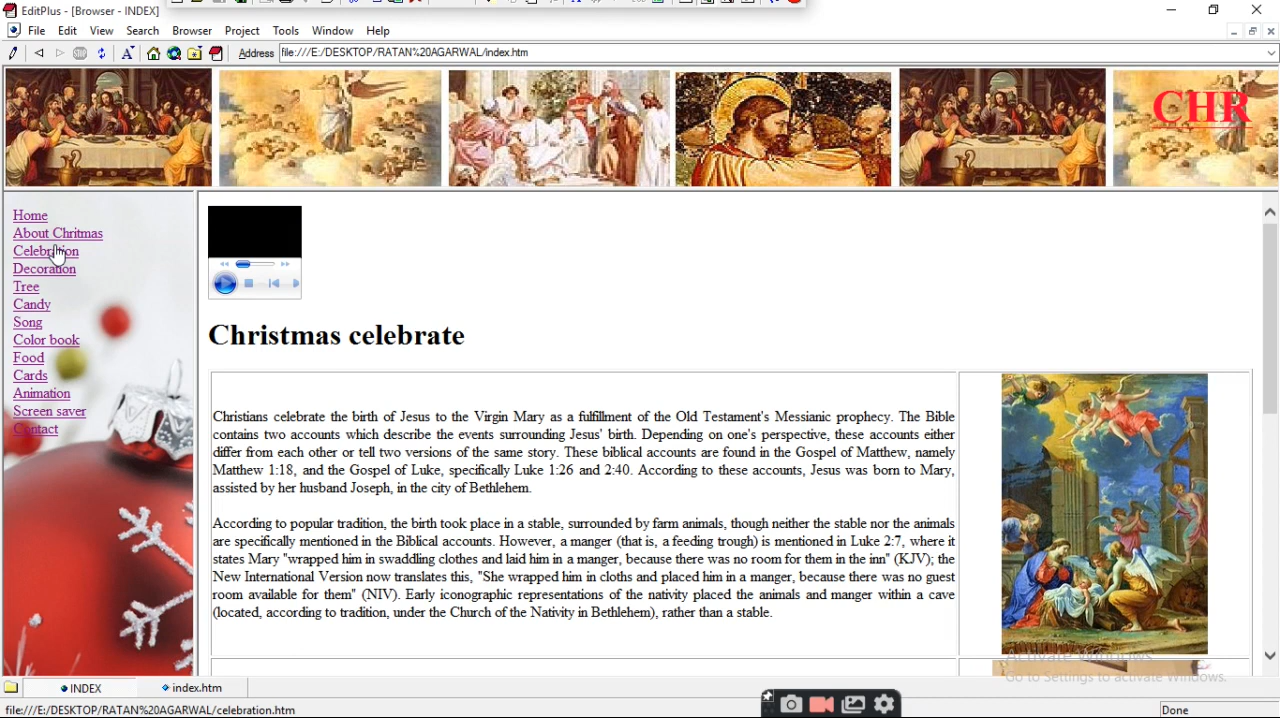 EditPlus - [Browser - INDEX]
File Edit View Search Browser Project Tools Window Help
Address file:///E:/DESKTOP/RATAN%20AGARWAL/index.htm
CHR
Home
About Chritmas
Celebration
Decoration
Tree
Candy
Song
Color book
Food
Cards
Animation
Screen saver
Contact
Christmas celebrate
Christians celebrate the birth of Jesus to the Virgin Mary as a fulfillment of the Old Testament's Messianic prophecy. The Bible
contains two accounts which describe the events surrounding Jesus' birth. Depending on one's perspective, these accounts either
differ from each other or tell two versions of the same story. These biblical accounts are found in the Gospel of Matthew, namely
Matthew 1:18, and the Gospel of Luke, specifically Luke 1:26 and 2:40. According to these accounts, Jesus was born to Mary,
assisted by her husband Joseph, in the city of Bethlehem.
According to popular tradition, the birth took place in a stable, surrounded by farm animals, though neither the stable nor the animals
are specifically mentioned in the Biblical accounts. However, a manger (that is, a feeding trough) is mentioned in Luke 2:7, where it
states Mary "wrapped him in swaddling clothes and laid him in a manger, because there was no room for them in the inn" (KJV); the
New International Version now translates this, "She wrapped him in cloths and placed him in a manger, because there was no guest
room available for them" (NIV). Early iconographic representations of the nativity placed the animals and manger within a cave
(located, according to tradition, under the Church of the Nativity in Bethlehem), rather than a stable.
Activate Windows
Go to Settings to activate Windows.
INDEX index.htm
file:///E:/DESKTOP/RATAN%20AGARWAL/celebration.htm Done